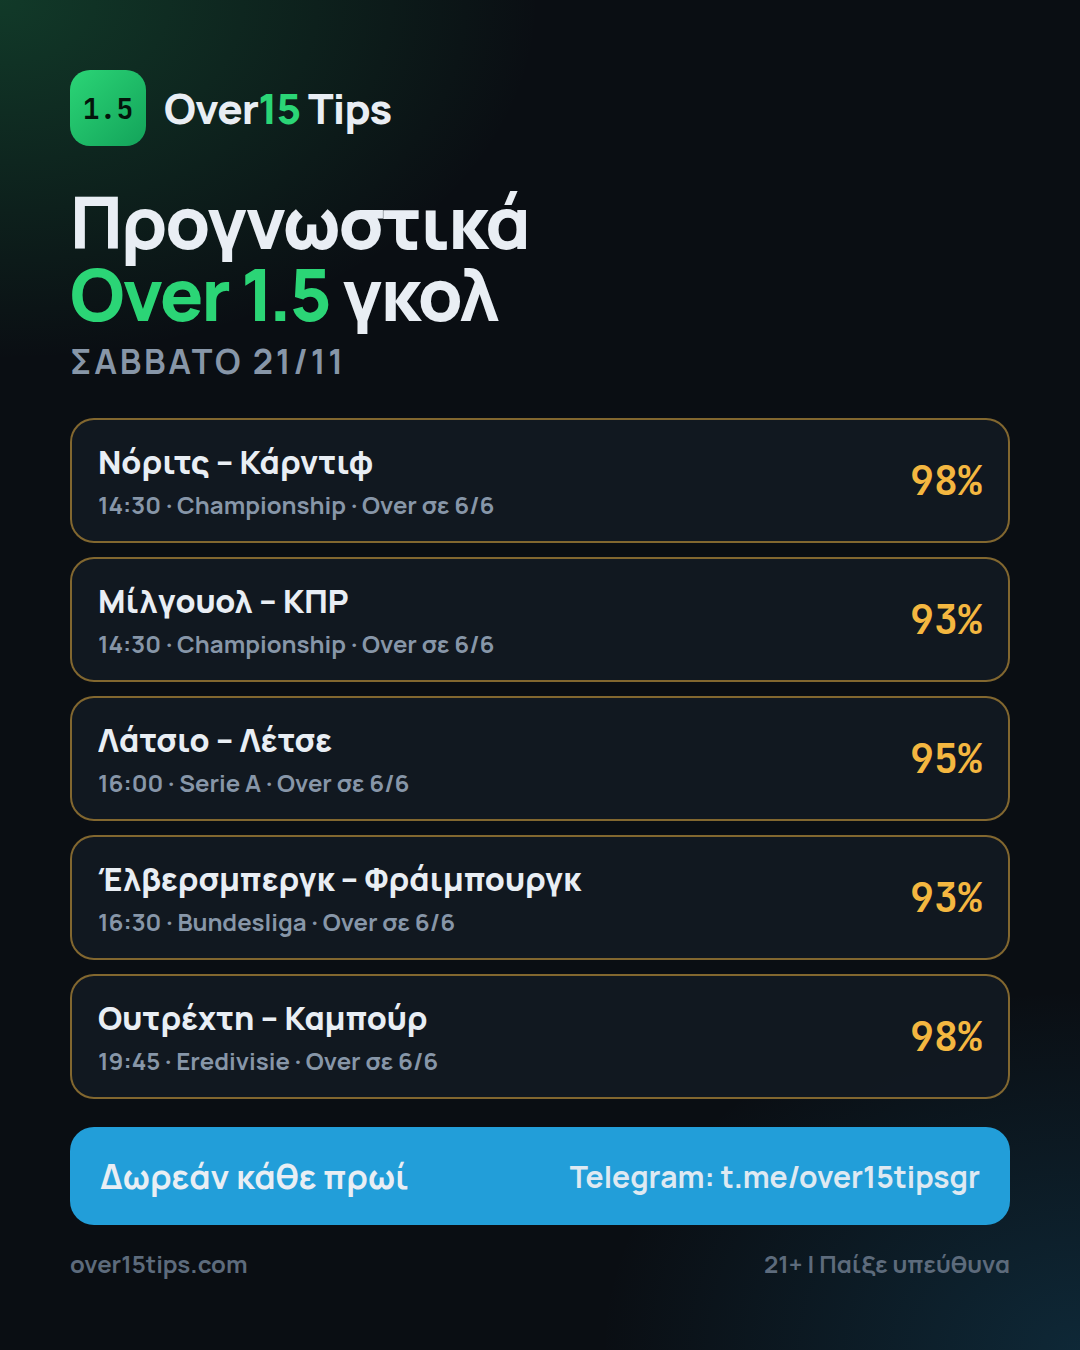 1.5
Over15 Tips
Προγνωστικά
Over 1.5 γκολ
ΣΑΒΒΑΤΟ 21/11
Νόριτς – Κάρντιφ
14:30 · Championship · Over σε 6/6
98%
Μίλγουολ – ΚΠΡ
14:30 · Championship · Over σε 6/6
93%
Λάτσιο – Λέτσε
16:00 · Serie A · Over σε 6/6
95%
Έλβερσμπεργκ – Φράιμπουργκ
16:30 · Bundesliga · Over σε 6/6
93%
Ουτρέχτη – Καμπούρ
19:45 · Eredivisie · Over σε 6/6
98%
Δωρεάν κάθε πρωί
Telegram: t.me/over15tipsgr
over15tips.com
21+ | Παίξε υπεύθυνα